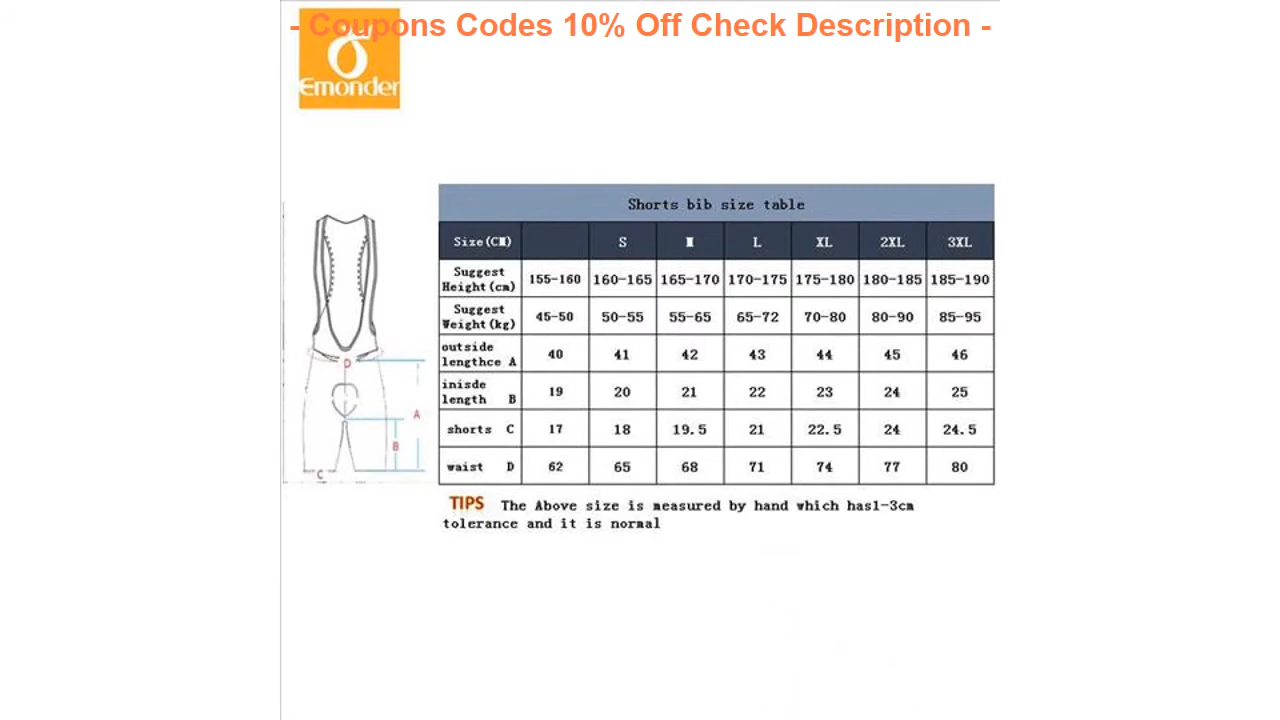 - Coupons Codes 10% Off Check Description -
Emonder
Shorts bib size table
Size(CM) S M L XL 2XL 3XL
Suggest
Height(cm) 155-160 160-165 165-170 170-175 175-180 180-185 185-190
Suggest
Weight(kg) 45-50 50-55 55-65 65-72 70-80 80-90 85-95
outside
lengthce A 40 41 42 43 44 45 46
inisde
length B 19 20 21 22 23 24 25
shorts C 17 18 19.5 21 22.5 24 24.5
waist D 62 65 68 71 74 77 80
D
A
B
C
TIPS The Above size is measured by hand which has1-3cm
tolerance and it is normal